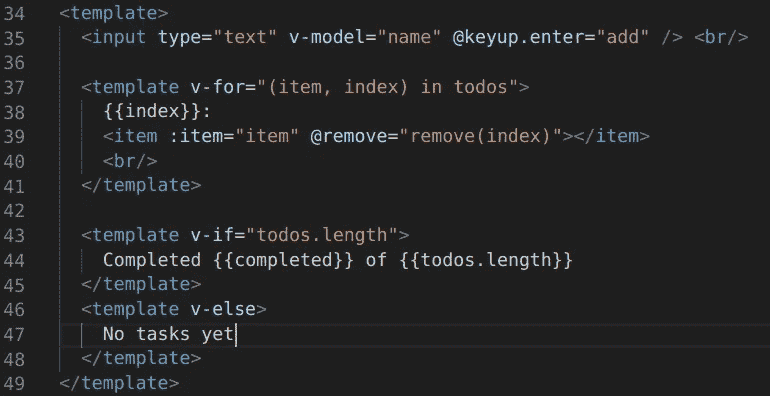 34 <template>
35 <input type="text" v-model="name" @keyup.enter="add" /> <br/>
36
37 <template v-for="(item, index) in todos">
38 {{index}}:
39 <item :item="item" @remove="remove(index)"></item>
40 <br/>
41 </template>
42
43 <template v-if="todos.length">
44 Completed {{completed}} of {{todos.length}}
45 </template>
46 <template v-else>
47 No tasks yet
48 </template>
49 </template>